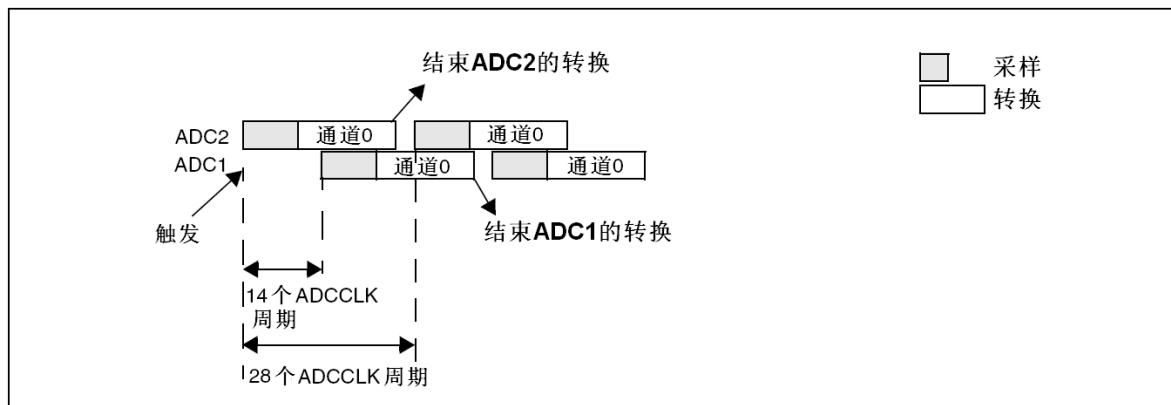 结束ADC2的转换
采样
转换
ADC2
通道0
通道0
ADC1
通道0
通道0
触发
结束ADC1的转换
14个ADCCLK
周期
28个ADCCLK周期